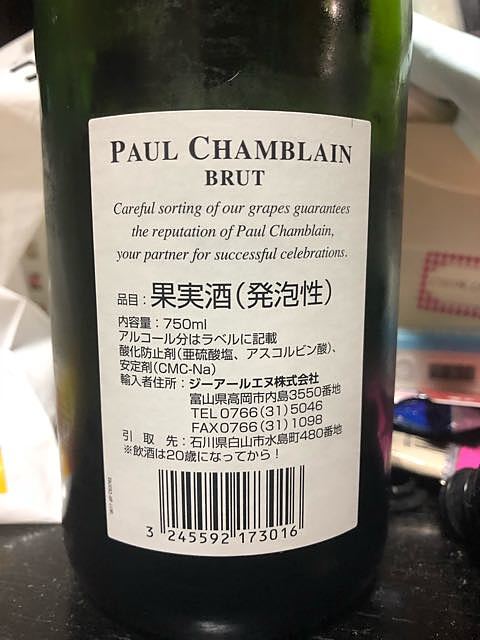 PAUL CHAMBLAIN
BRUT
Careful sorting of our grapes guarantees
the reputation of Paul Chamblain,
your partner for successful celebrations.
品目：果実酒（発泡性）
内容量：750ml
アルコール分はラベルに記載
酸化防止剤（亜硫酸塩、アスコルビン酸）、
安定剤（CMC-Na）
輸入者住所：ジーアールエヌ株式会社
富山県高岡市内島3550番地
TEL 0766(31)5046
FAX 0766(31)1098
引取先：石川県白山市水島町480番地
※飲酒は20歳になってから！
3 245592 173016